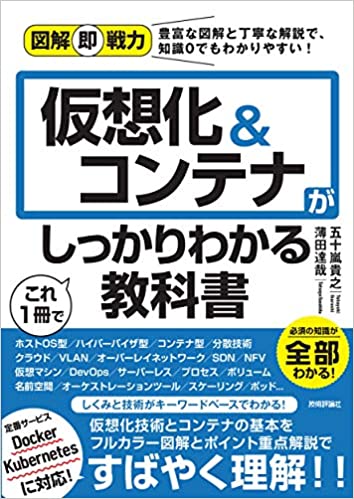 図解即戦力
豊富な図解と丁寧な解説で、
知識0でもわかりやすい!
仮想化&
コンテナが
しっかりわかる
教科書
五十嵐貴之
薄田達哉
これ
1冊で
ホストOS型/ハイパーバイザ型/コンテナ型/分散技術
クラウド/VLAN/オーバーレイネットワーク/SDN/NFV
仮想マシン/DevOps/サーバーレス/プロセス/ボリューム
名前空間/オーケストレーションツール/スケーリング/ポッド...
必須の知識が
全部
わかる!
技術評論社
しくみと技術がキーワードベースでわかる!
仮想化技術とコンテナの基本を
フルカラー図解とポイント重点解説で
すばやく理解!!
定番サービス
Docker
Kubernetes
に対応!